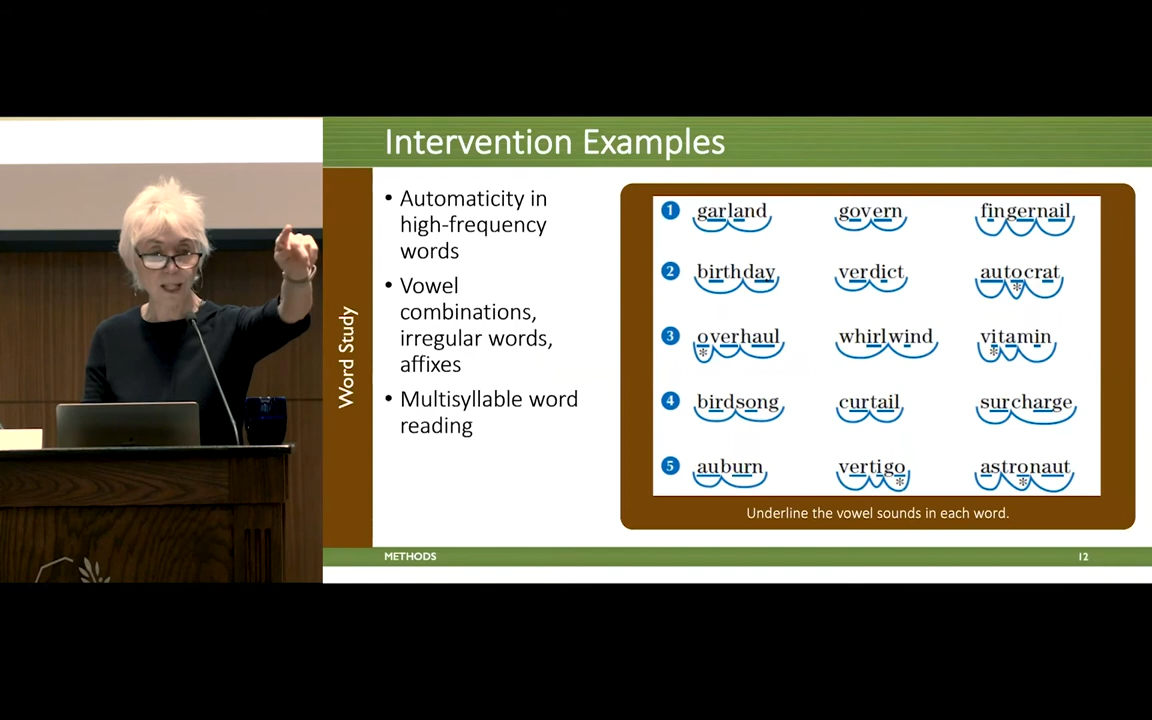 Intervention Examples
Word Study
• Automaticity in
high-frequency
words
• Vowel
combinations,
irregular words,
affixes
• Multisyllable word
reading
1 garland govern fingernail
2 birthday verdict autocrat
*
3 overhaul whirlwind vitamin
* *
4 birdsong curtail surcharge
5 auburn vertigo astronaut
* *
Underline the vowel sounds in each word.
METHODS 12